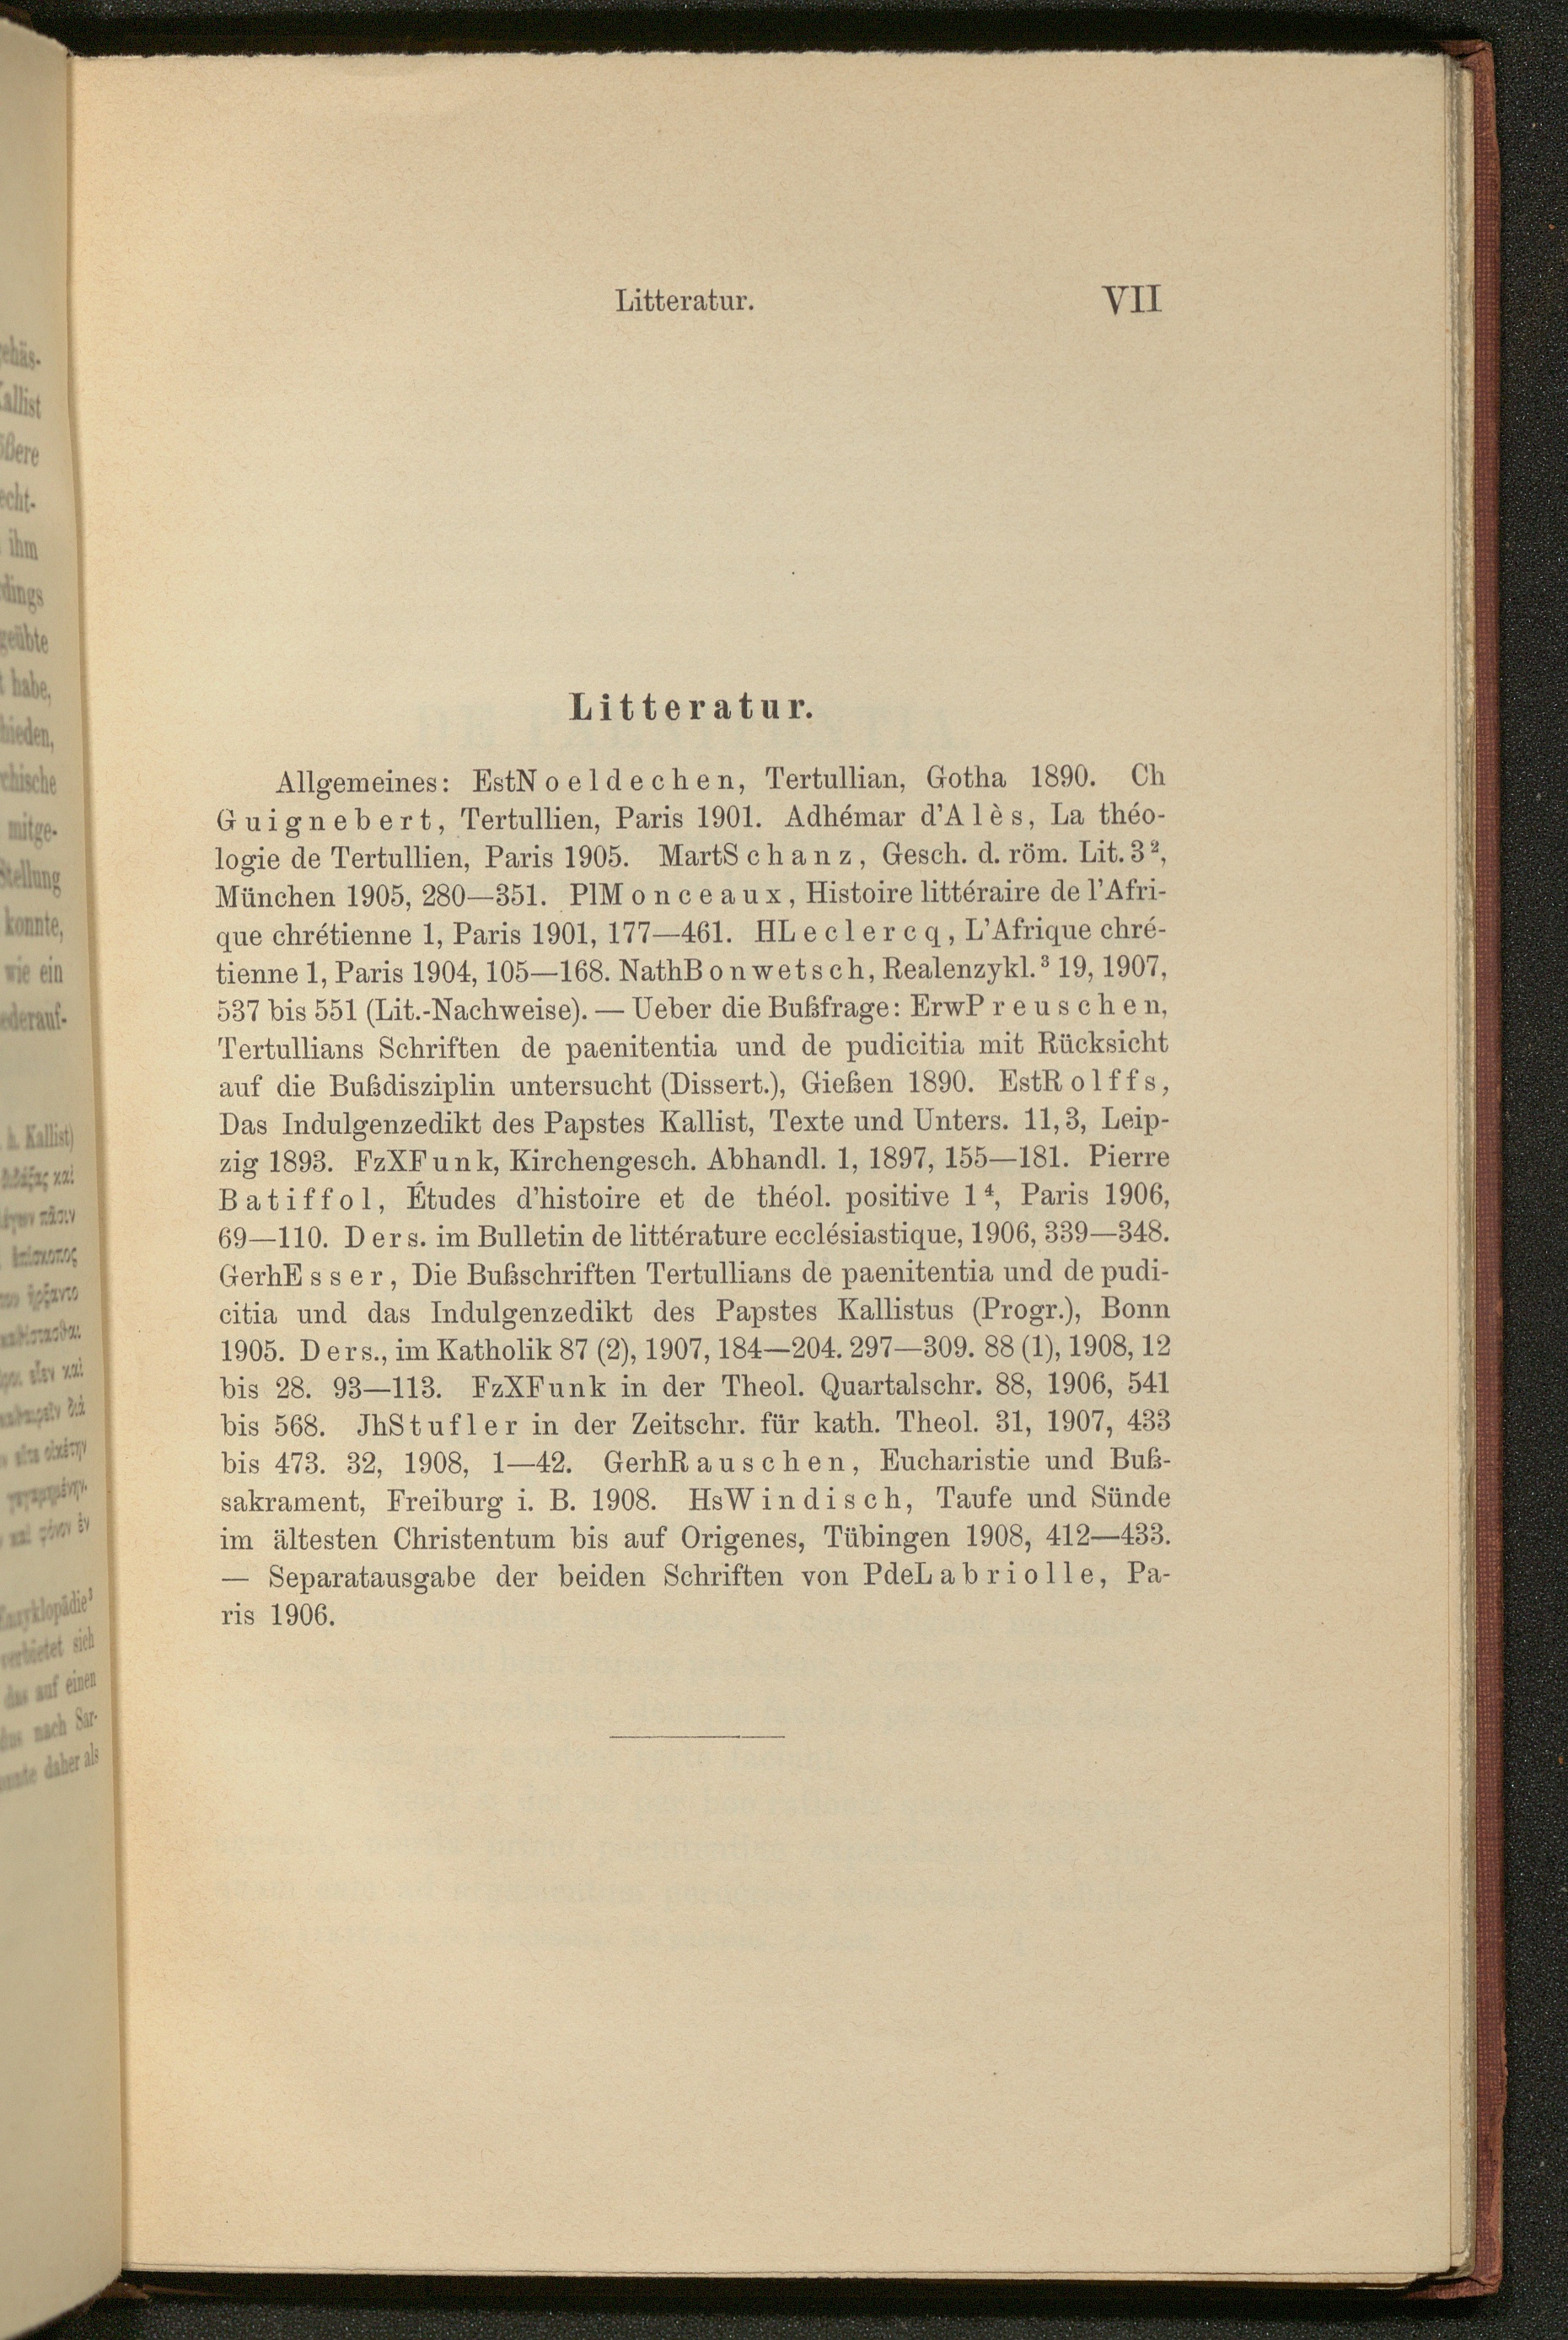 Litteratur. VII
Litteratur.
Allgemeines: EstNoeldechen, Tertullian, Gotha 1890. Ch
Guignebert, Tertullien, Paris 1901. Adhémar d'Alès, La théo-
logie de Tertullien, Paris 1905. MartSchanz, Gesch. d. röm. Lit. 3²,
München 1905, 280—351. PlMonceaux, Histoire littéraire de l'Afri-
que chrétienne 1, Paris 1901, 177—461. HLeclercq, L'Afrique chré-
tienne 1, Paris 1904, 105—168. NathBonwetsch, Realenzykl.³ 19, 1907,
537 bis 551 (Lit.-Nachweise). — Ueber die Bußfrage: ErwPreuschen,
Tertullians Schriften de paenitentia und de pudicitia mit Rücksicht
auf die Bußdisziplin untersucht (Dissert.), Gießen 1890. EstRolffs,
Das Indulgenzedikt des Papstes Kallist, Texte und Unters. 11, 3, Leip-
zig 1893. FzXFunk, Kirchengesch. Abhandl. 1, 1897, 155—181. Pierre
Batiffol, Études d'histoire et de théol. positive 1⁴, Paris 1906,
69—110. Ders. im Bulletin de littérature ecclésiastique, 1906, 339—348.
GerhEsser, Die Bußschriften Tertullians de paenitentia und de pudi-
citia und das Indulgenzedikt des Papstes Kallistus (Progr.), Bonn
1905. Ders., im Katholik 87 (2), 1907, 184—204. 297—309. 88 (1), 1908, 12
bis 28. 93—113. FzXFunk in der Theol. Quartalschr. 88, 1906, 541
bis 568. JhStufler in der Zeitschr. für kath. Theol. 31, 1907, 433
bis 473. 32, 1908, 1—42. GerhRauschen, Eucharistie und Buß-
sakrament, Freiburg i. B. 1908. HsWindisch, Taufe und Sünde
im ältesten Christentum bis auf Origenes, Tübingen 1908, 412—433.
— Separatausgabe der beiden Schriften von PdeLabriolle, Pa-
ris 1906.